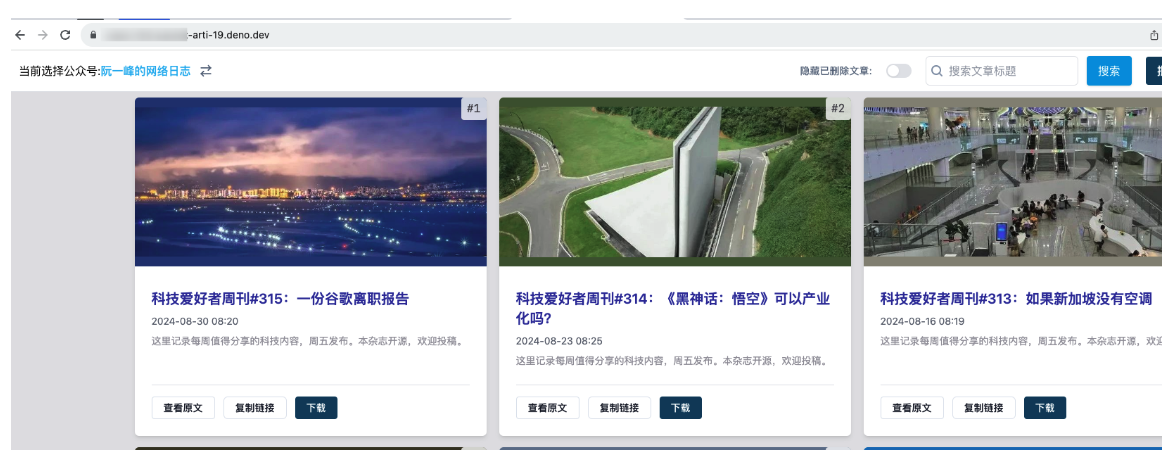 -arti-19.deno.dev
当前选择公众号:阮一峰的网络日志
隐藏已删除文章:
搜索文章标题
搜索
#1
#2
科技爱好者周刊#315：一份谷歌离职报告
2024-08-30 08:20
这里记录每周值得分享的科技内容，周五发布。本杂志开源，欢迎投稿。
查看原文
复制链接
下载
科技爱好者周刊#314：《黑神话：悟空》可以产业
化吗?
2024-08-23 08:25
这里记录每周值得分享的科技内容，周五发布。本杂志开源，欢迎投稿。
查看原文
复制链接
下载
科技爱好者周刊#313：如果新加坡没有空调
2024-08-16 08:19
这里记录每周值得分享的科技内容，周五发布。本杂志开源，欢
查看原文
复制链接
下载